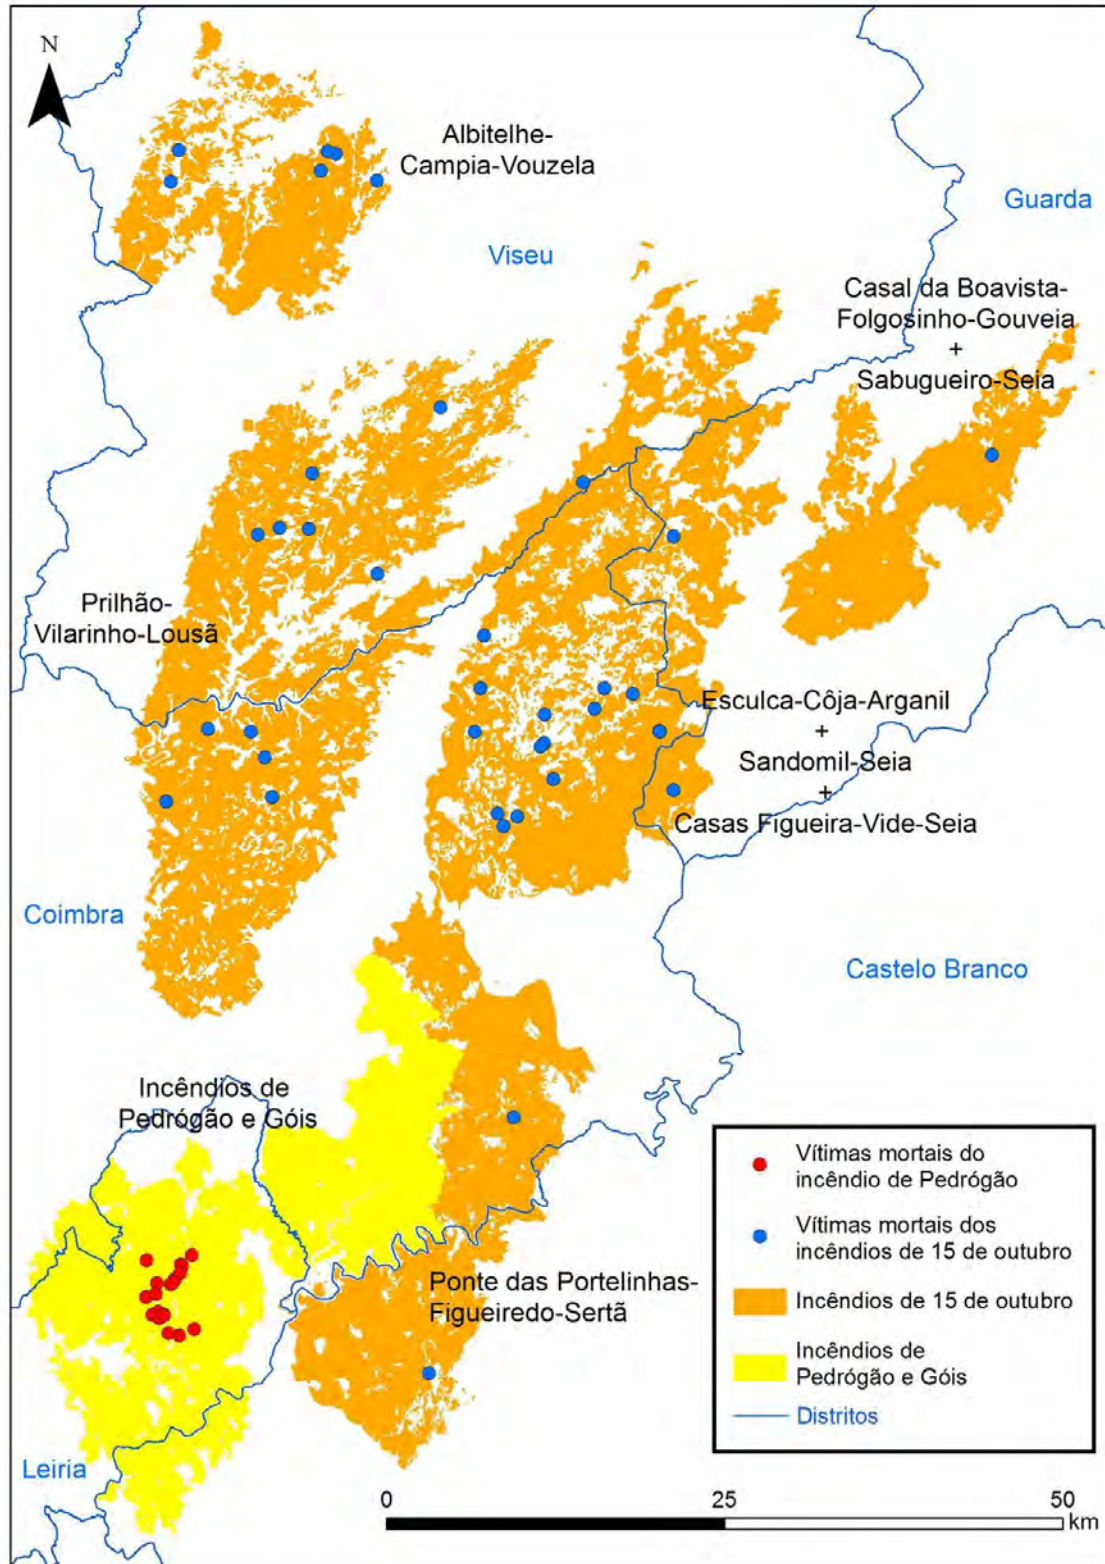 N
Albitelhe-
Campia-Vouzela
Guarda
Viseu
Casal da Boavista-
Folgosinho-Gouveia
+
Sabugueiro-Seia
Prilhão-
Vilarinho-Lousã
Esculca-Côja-Arganil
+
Sandomil-Seia
+
Casas Figueira-Vide-Seia
Coimbra
Castelo Branco
Incêndios de
Pedrógão e Góis
Vítimas mortais do
incêndio de Pedrógão
Vítimas mortais dos
incêndios de 15 de outubro
Incêndios de 15 de outubro
Incêndios de
Pedrógão e Góis
Distritos
Ponte das Portelinhas-
Figueiredo-Sertã
Leiria
0 25 50
km